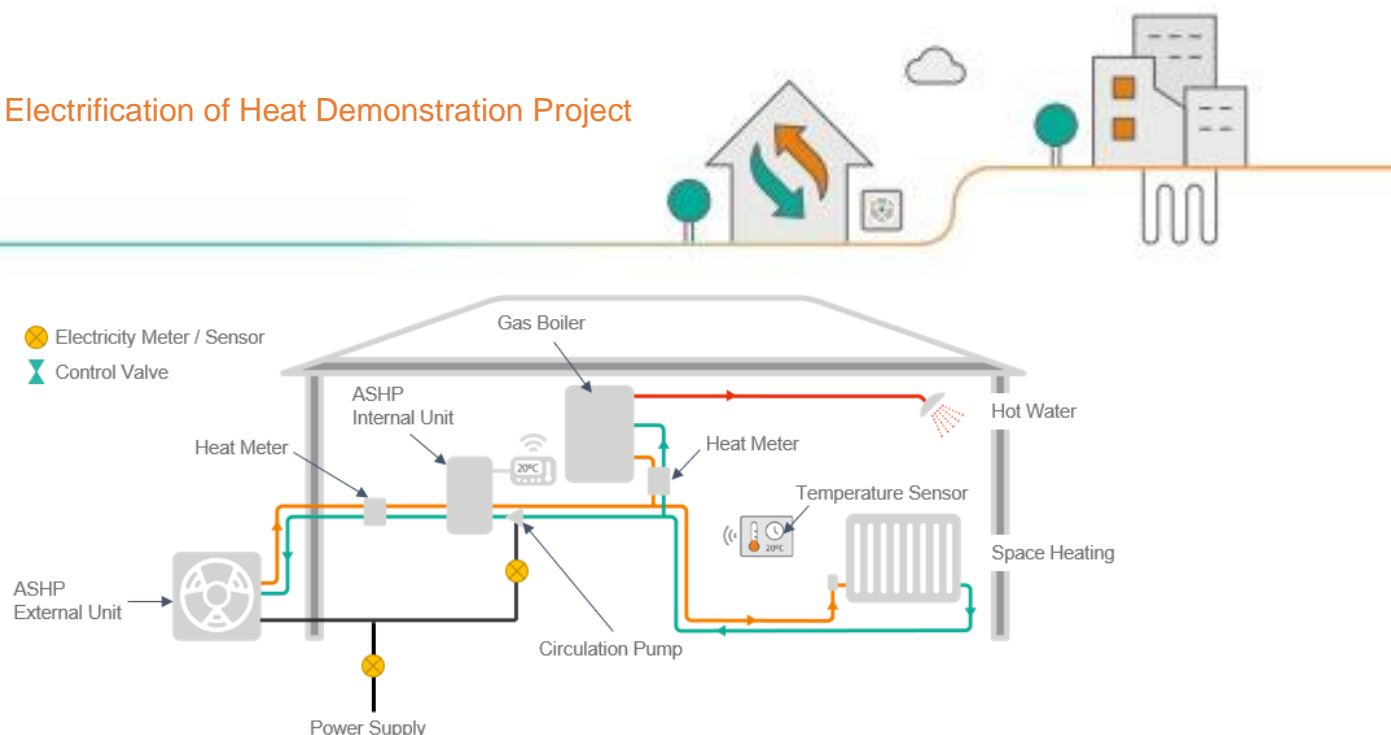 Electrification of Heat Demonstration Project
Electricity Meter / Sensor
Control Valve
Gas Boiler
ASHP
Internal Unit
Hot Water
Heat Meter
Heat Meter
20ºC
Temperature Sensor
20ºC
Space Heating
ASHP
External Unit
Circulation Pump
Power Supply